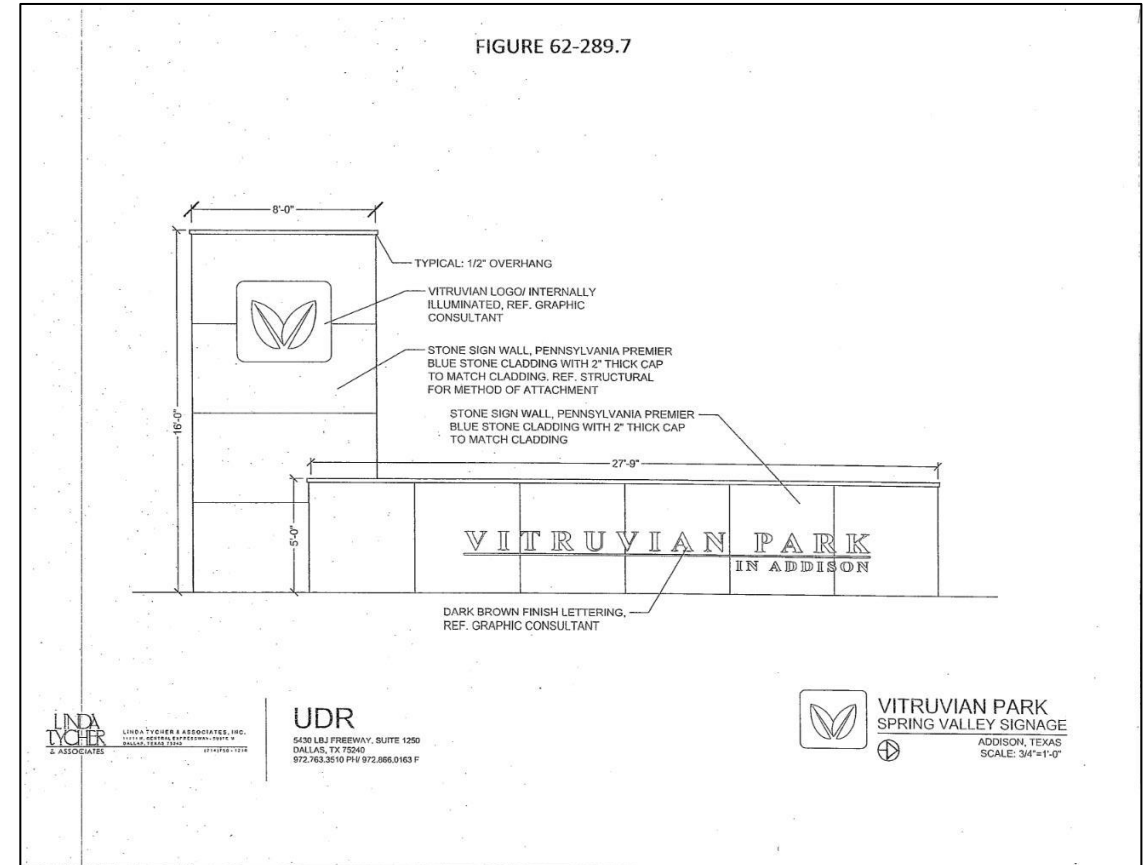 FIGURE 62-289.7
8'-0"
TYPICAL: 1/2" OVERHANG
VITRUVIAN LOGO/ INTERNALLY
ILLUMINATED, REF. GRAPHIC
CONSULTANT
STONE SIGN WALL, PENNSYLVANIA PREMIER
BLUE STONE CLADDING WITH 2" THICK CAP
TO MATCH CLADDING. REF. STRUCTURAL
FOR METHOD OF ATTACHMENT
STONE SIGN WALL, PENNSYLVANIA PREMIER
BLUE STONE CLADDING WITH 2" THICK CAP
TO MATCH CLADDING
16'-0"
27'-9"
5'-0"
VITRUVIAN PARK
IN ADDISON
DARK BROWN FINISH LETTERING,
REF. GRAPHIC CONSULTANT
LINDA
TYCHER
& ASSOCIATES
LINDA TYCHER & ASSOCIATES, INC.
DALLAS, TEXAS 75243
UDR
5430 LBJ FREEWAY, SUITE 1250
DALLAS, TX 75240
972.763.3510 PH/ 972.866.0163 F
VITRUVIAN PARK
SPRING VALLEY SIGNAGE
ADDISON, TEXAS
SCALE: 3/4"=1'-0"